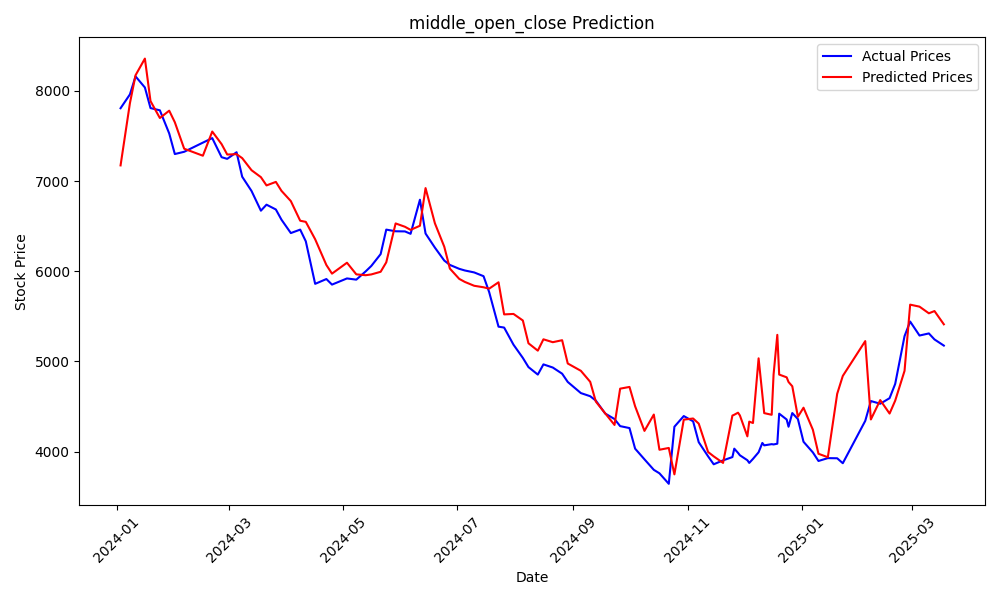 middle_open_close Prediction
Actual Prices
Predicted Prices
Stock Price
8000
7000
6000
5000
4000
2024-01
2024-03
2024-05
2024-07
2024-09
2024-11
2025-01
2025-03
Date